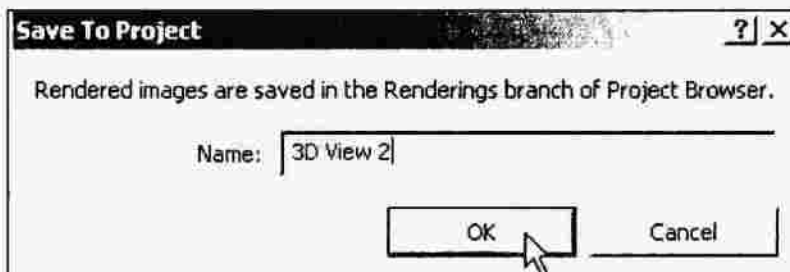 Save To Project
Rendered images are saved in the Renderings branch of Project Browser.
Name: 3D View 2
OK Cancel